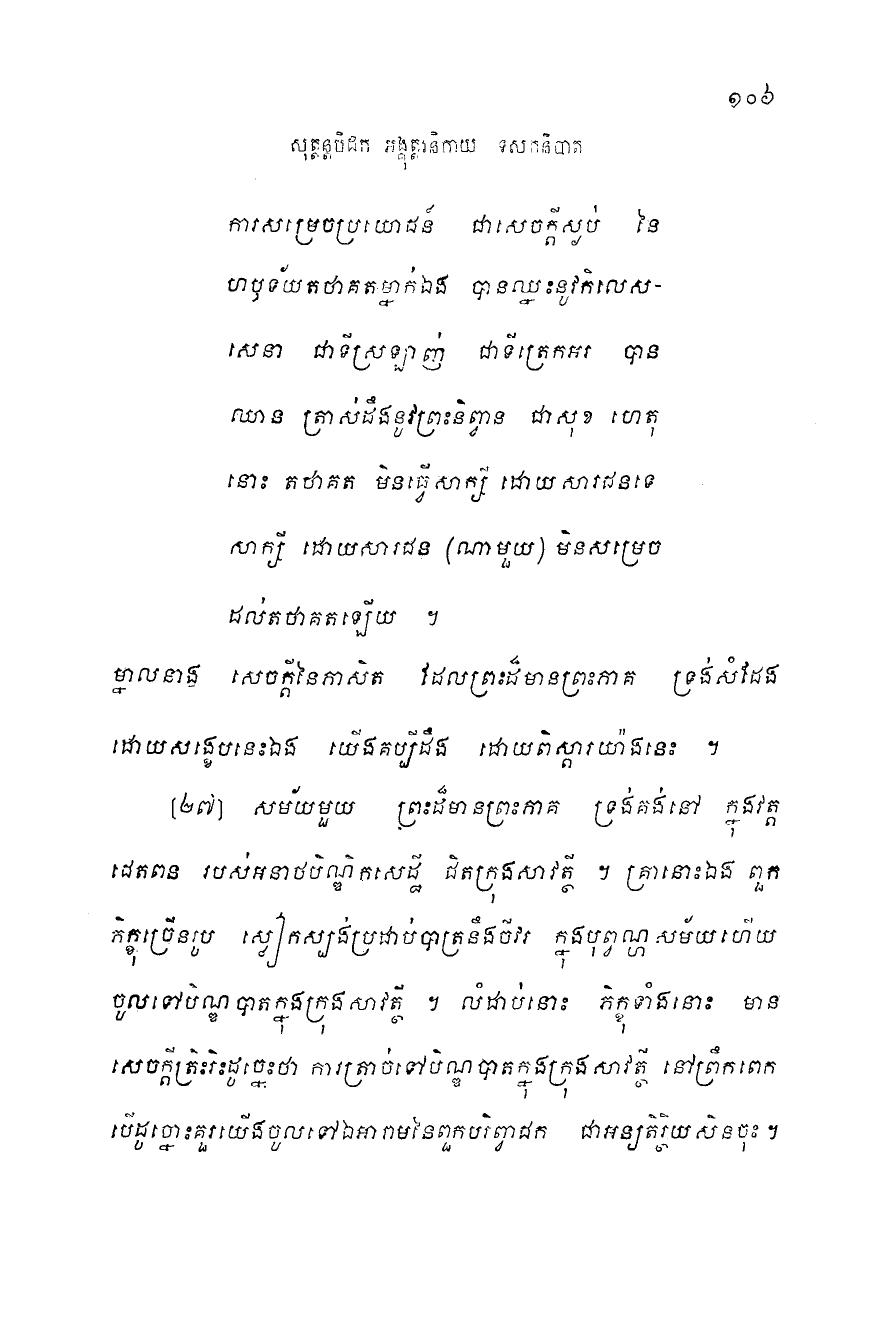 ១០៦
សុត្តន្តបិដក អង្គុត្តរនិកាយ ទសកនិបាត
ការសម្រេចប្រយោជន៍ ជាសេចក្តីស្ងប់ នៃ
ហឫទ័យតថាគតម្នាក់ឯង បានឈ្នះនូវកិលេស-
សេនា ជាទីស្រឡាញ់ ជាទីត្រេកអរ បាន
ឈាន ត្រាស់ដឹងនូវព្រះនិព្វាន ជាសុខ ហេតុ
នោះ តថាគត មិនធ្វើសាក្សី ដោយសារជនទេ
សាក្សី ដោយសារជន (ណាមួយ) មិនសម្រេច
ដល់តថាគតឡើយ ។
ម្នាលនាង សេចក្តីនៃភាសិត ដែលព្រះដ៏មានព្រះភាគ ទ្រង់សំដែង
ដោយសង្ខេបនេះឯង យើងគប្បីដឹង ដោយពិស្តារយ៉ាងនេះ ។
[២៧] សម័យមួយ ព្រះដ៏មានព្រះភាគ ទ្រង់គង់នៅ ក្នុងវត្ត
ជេតពន របស់អនាថបិណ្ឌិកសេដ្ឋី ជិតក្រុងសាវត្ថី ។ គ្រានោះឯង ពួក
ភិក្ខុច្រើនរូប ស្លៀកស្បង់ប្រដាប់បាត្រនឹងចីវរ ក្នុងបុព្វណ្ហសម័យហើយ
ចូលទៅបិណ្ឌបាតក្នុងក្រុងសាវត្ថី ។ លំដាប់នោះ ភិក្ខុទាំងនោះ មាន
សេចក្តីត្រិះរិះដូច្នេះថា ការត្រាច់ទៅបិណ្ឌបាតក្នុងក្រុងសាវត្ថី នៅព្រឹកពេក
បើដូច្នោះគួរយើងចូលទៅឯអារាមនៃពួកបរិព្វាជក ជាអន្យតិរ្ថិយសិនចុះ ។